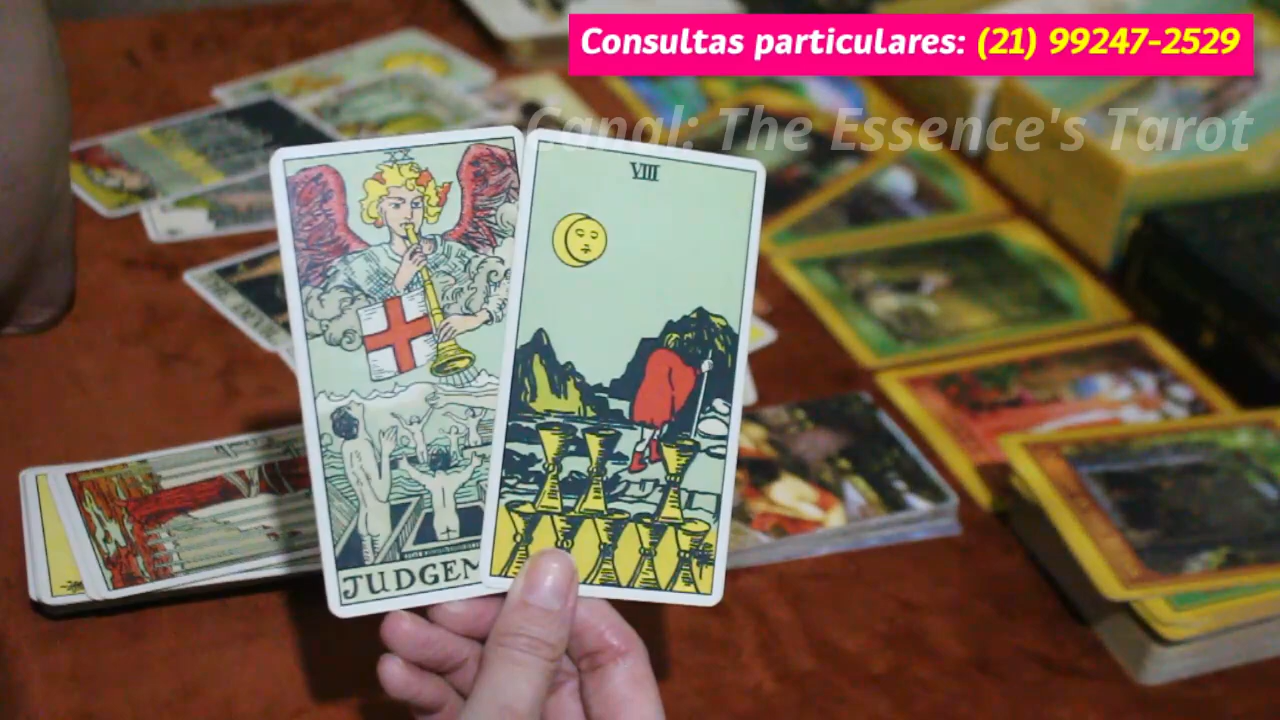 Consultas particulares: (21) 99247-2529
Canal: The Essence's Tarot
VIII
JUDGEM